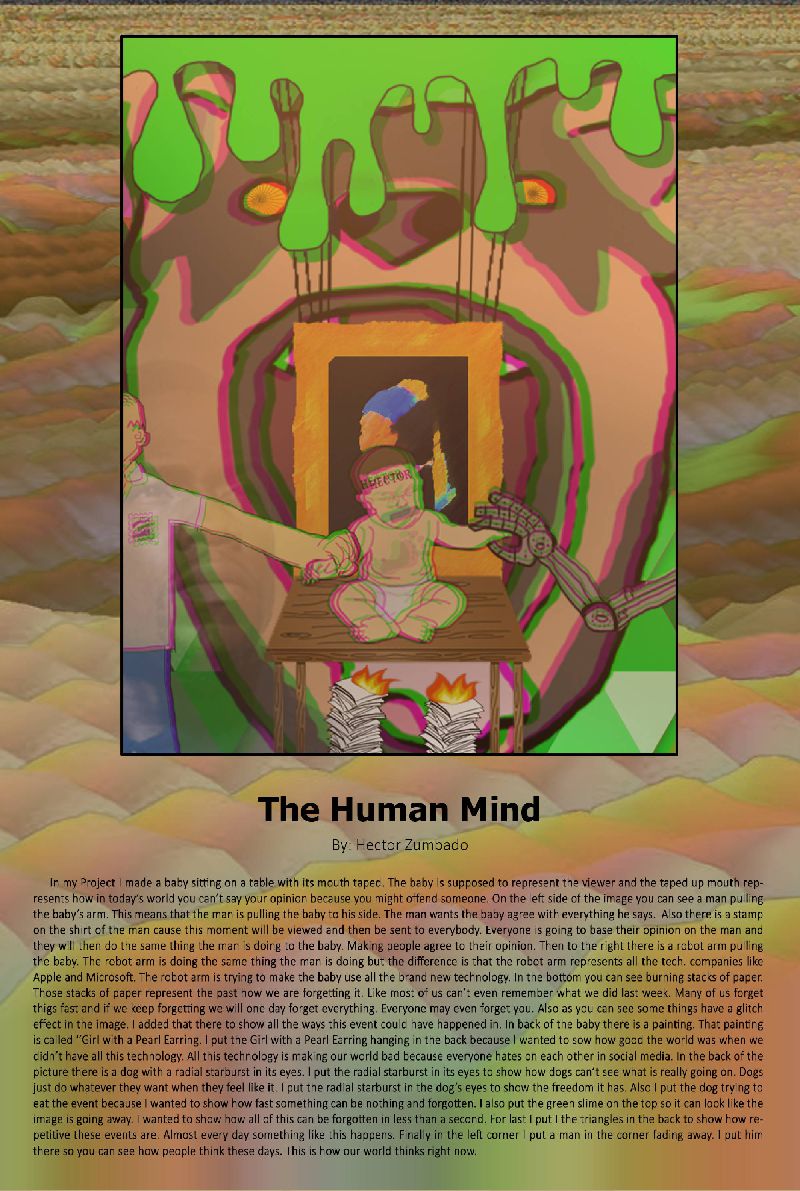 REJECTOR
The Human Mind
By: Hector Zumbado
In my Project I made a baby sitting on a table with its mouth taped. The baby is supposed to represent the viewer and the taped up mouth rep-
resents how in today's world you can't say your opinion because you might offend someone. On the left side of the image you can see a man pulling
the baby's arm. This means that the man is pulling the baby to his side. The man wants the baby agree with everything he says. Also there is a stamp
on the shirt of the man cause this moment will be viewed and then be sent to everybody. Everyone is going to base their opinion on the man and
they will then do the same thing the man is doing to the baby. Making people agree to their opinion. Then to the right there is a robot arm pulling
the baby. The robot arm is doing the same thing the man is doing but the difference is that the robot arm represents all the tech. companies like
Apple and Microsoft. The robot arm is trying to make the baby use all the brand new technology. In the bottom you can see burning stacks of paper.
Those stacks of paper represent the past how we are forgetting it. Like most of us can't even remember what we did last week. Many of us forget
thigs fast and if we keep forgetting we will one day forget everything. Everyone may even forget you. Also as you can see some things have a glitch
effect in the image. I added that there to show all the ways this event could have happened in. In back of the baby there is a painting. That painting
is called "Girl with a Pearl Earring. I put the Girl with a Pearl Earring hanging in the back because I wanted to sow how good the world was when we
didn't have all this technology. All this technology is making our world bad because everyone hates on each other in social media. In the back of the
picture there is a dog with a radial starburst in its eyes. I put the radial starburst in its eyes to show how dogs can't see what is really going on. Dogs
just do whatever they want when they feel like it. I put the radial starburst in the dog's eyes to show the freedom it has. Also I put the dog trying to
eat the event because I wanted to show how fast something can be nothing and forgotten. I also put the green slime on the top so it can look like the
image is going away. I wanted to show how all of this can be forgotten in less than a second. For last I put I the triangles in the back to show how re-
petitive these events are. Almost every day something like this happens. Finally in the left corner I put a man in the corner fading away. I put him
there so you can see how people think these days. This is how our world thinks right now.